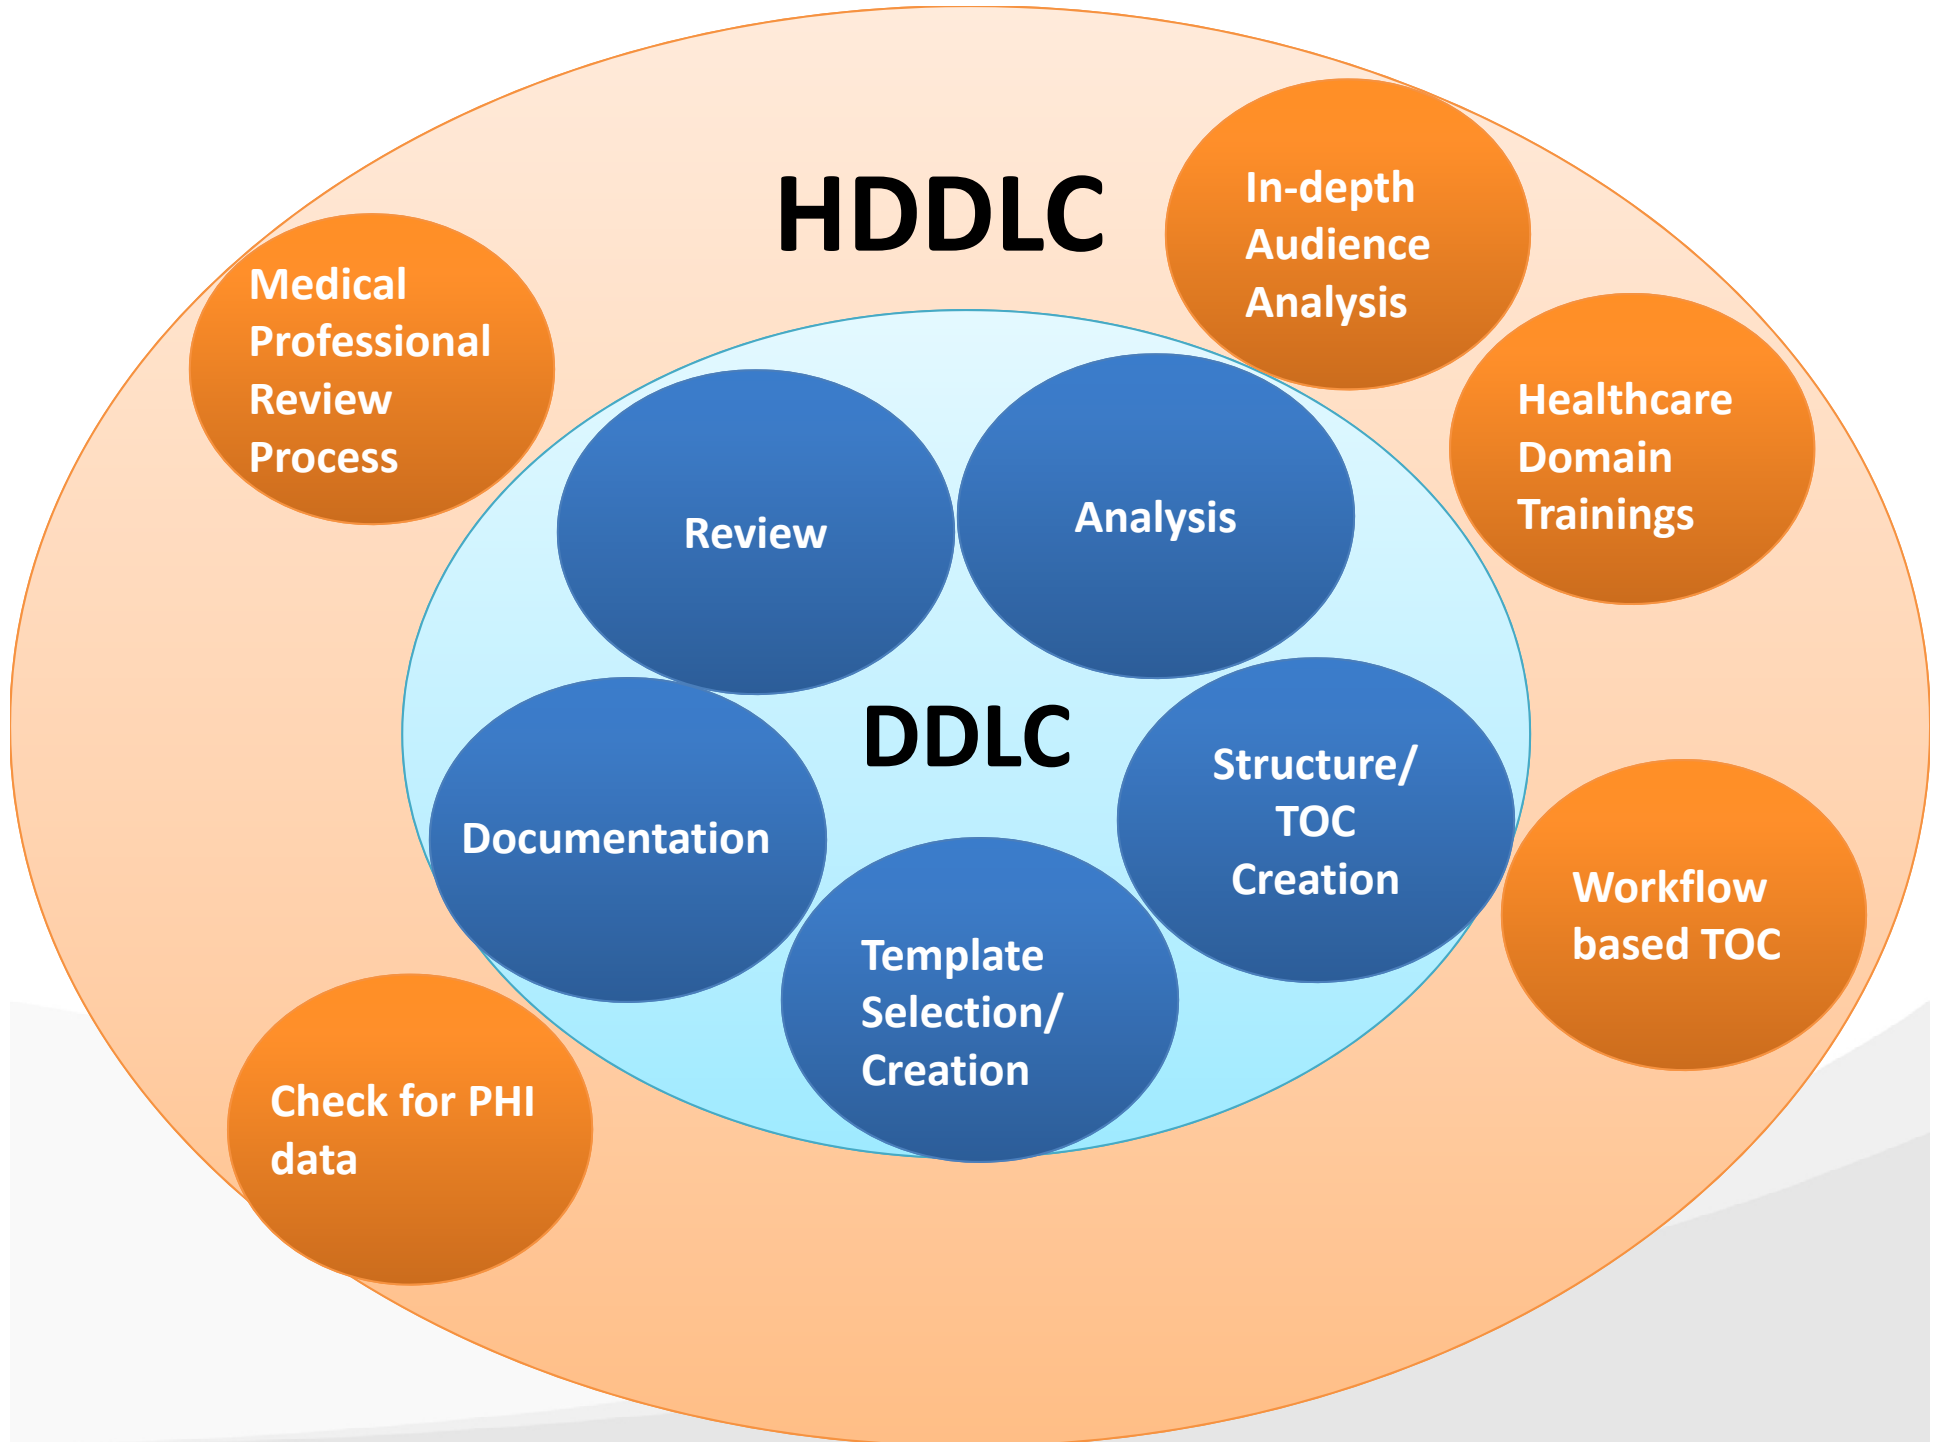 HDDLC
In-depth
Audience
Analysis
Medical
Professional
Review
Process
Healthcare
Domain
Trainings
Review
Analysis
DDLC
Structure/
TOC
Creation
Documentation
Workflow
based TOC
Template
Selection/
Creation
Check for PHI
data